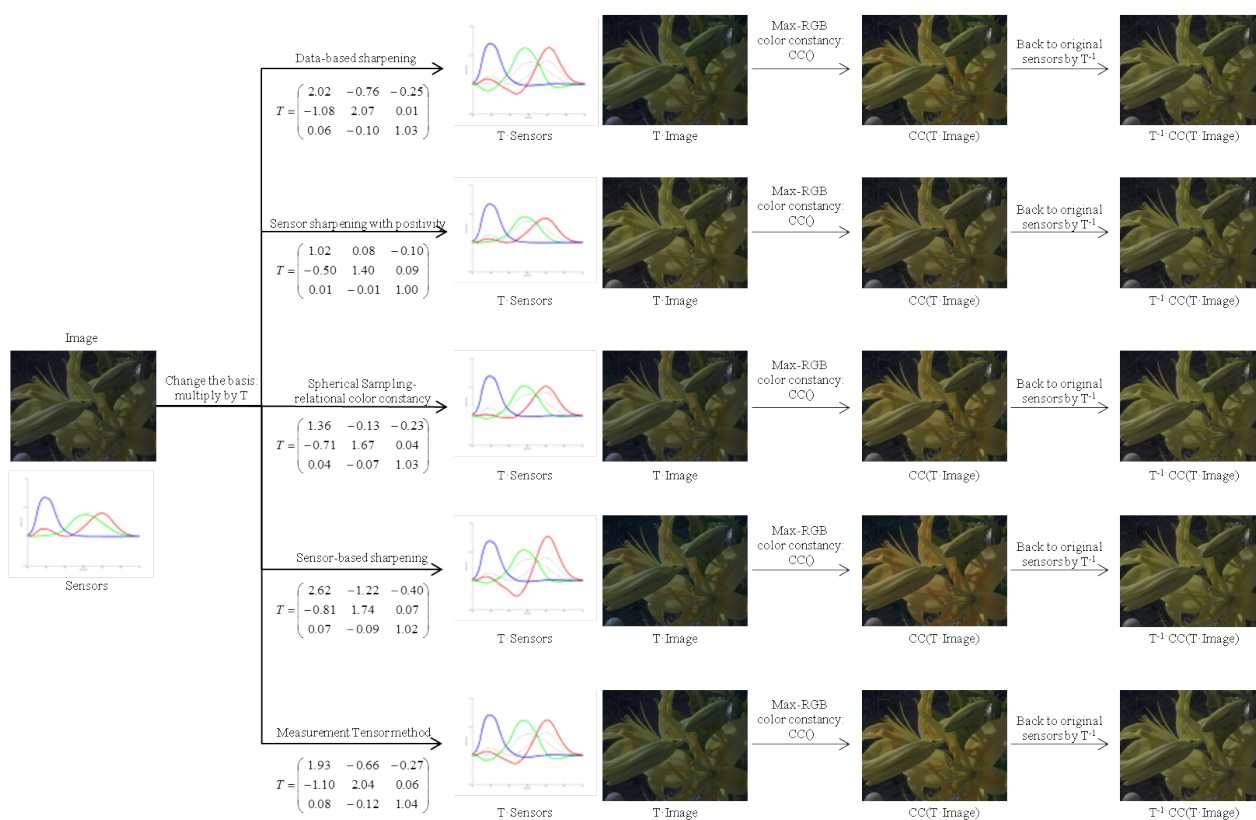 Image
Sensors
Change the basis:
multiply by T
Data-based sharpening
T = ( 2.02 −0.76 −0.25
−1.08 2.07 0.01
0.06 −0.10 1.03 )
T·Sensors
T·Image
Max-RGB
color constancy:
CC()
CC(T·Image)
Back to original
sensors by T⁻¹
T⁻¹·CC(T·Image)
Sensor sharpening with positivity
T = ( 1.02 0.08 −0.10
−0.50 1.40 0.09
0.01 −0.01 1.00 )
T·Sensors
T·Image
Max-RGB
color constancy:
CC()
CC(T·Image)
Back to original
sensors by T⁻¹
T⁻¹·CC(T·Image)
Spherical Sampling-
relational color constancy
T = ( 1.36 −0.13 −0.23
−0.71 1.67 0.04
0.04 −0.07 1.03 )
T·Sensors
T·Image
Max-RGB
color constancy:
CC()
CC(T·Image)
Back to original
sensors by T⁻¹
T⁻¹·CC(T·Image)
Sensor-based sharpening
T = ( 2.62 −1.22 −0.40
−0.81 1.74 0.07
0.07 −0.09 1.02 )
T·Sensors
T·Image
Max-RGB
color constancy:
CC()
CC(T·Image)
Back to original
sensors by T⁻¹
T⁻¹·CC(T·Image)
Measurement Tensor method
T = ( 1.93 −0.66 −0.27
−1.10 2.04 0.06
0.08 −0.12 1.04 )
T·Sensors
T·Image
Max-RGB
color constancy:
CC()
CC(T·Image)
Back to original
sensors by T⁻¹
T⁻¹·CC(T·Image)